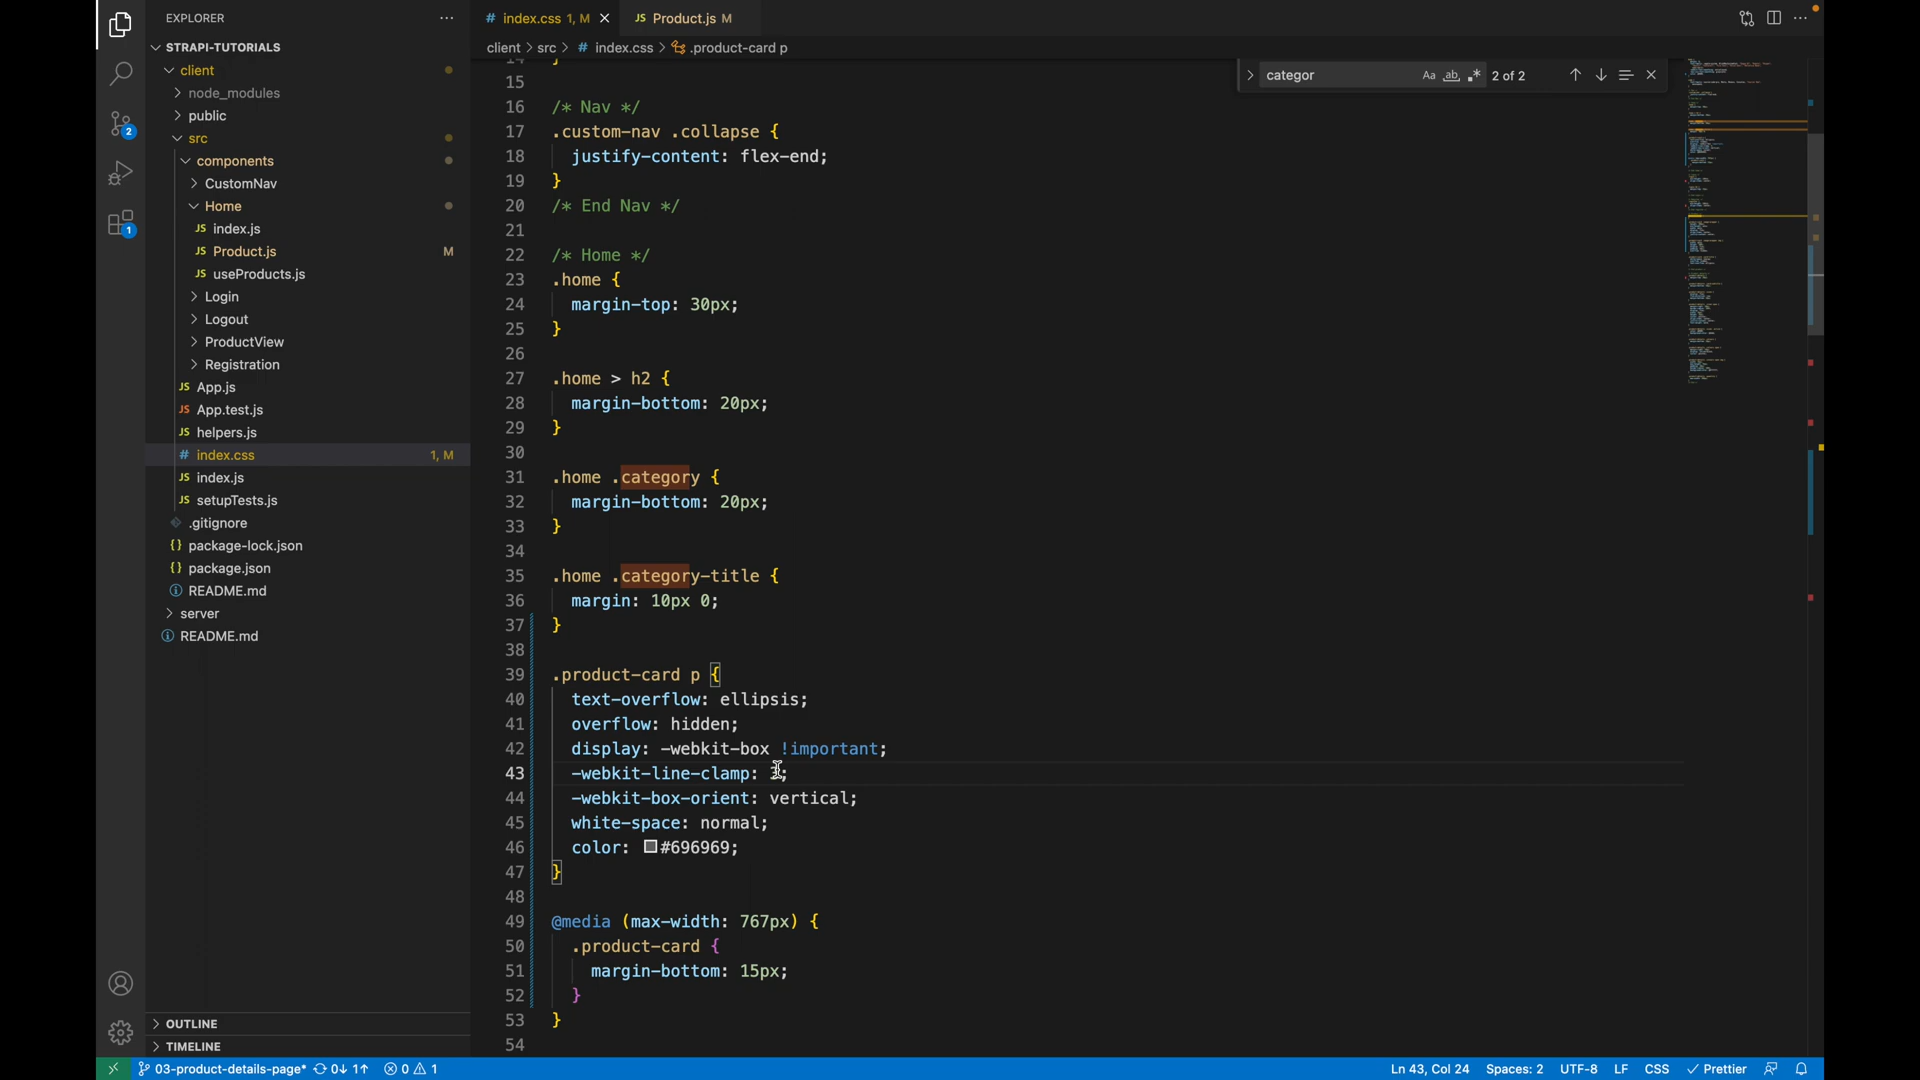 EXPLORER
STRAPI-TUTORIALS
client
node_modules
public
src
components
CustomNav
Home
JS index.js
JS Product.js M
JS useProducts.js
Login
Logout
ProductView
Registration
JS App.js
JS App.test.js
JS helpers.js
# index.css 1, M
JS index.js
JS setupTests.js
.gitignore
{} package-lock.json
{} package.json
README.md
server
README.md
OUTLINE
TIMELINE
2
1
# index.css 1, M
JS Product.js M
client > src > # index.css > .product-card p
categor Aa ab 2 of 2
15
16 /* Nav */
17 .custom-nav .collapse {
18 justify-content: flex-end;
19 }
20 /* End Nav */
21
22 /* Home */
23 .home {
24 margin-top: 30px;
25 }
26
27 .home > h2 {
28 margin-bottom: 20px;
29 }
30
31 .home .category {
32 margin-bottom: 20px;
33 }
34
35 .home .category-title {
36 margin: 10px 0;
37 }
38
39 .product-card p {
40 text-overflow: ellipsis;
41 overflow: hidden;
42 display: -webkit-box !important;
43 -webkit-line-clamp: ;
44 -webkit-box-orient: vertical;
45 white-space: normal;
46 color: #696969;
47 }
48
49 @media (max-width: 767px) {
50 .product-card {
51 margin-bottom: 15px;
52 }
53 }
54
03-product-details-page* 0↓ 1↑ 0 1
Ln 43, Col 24 Spaces: 2 UTF-8 LF CSS Prettier